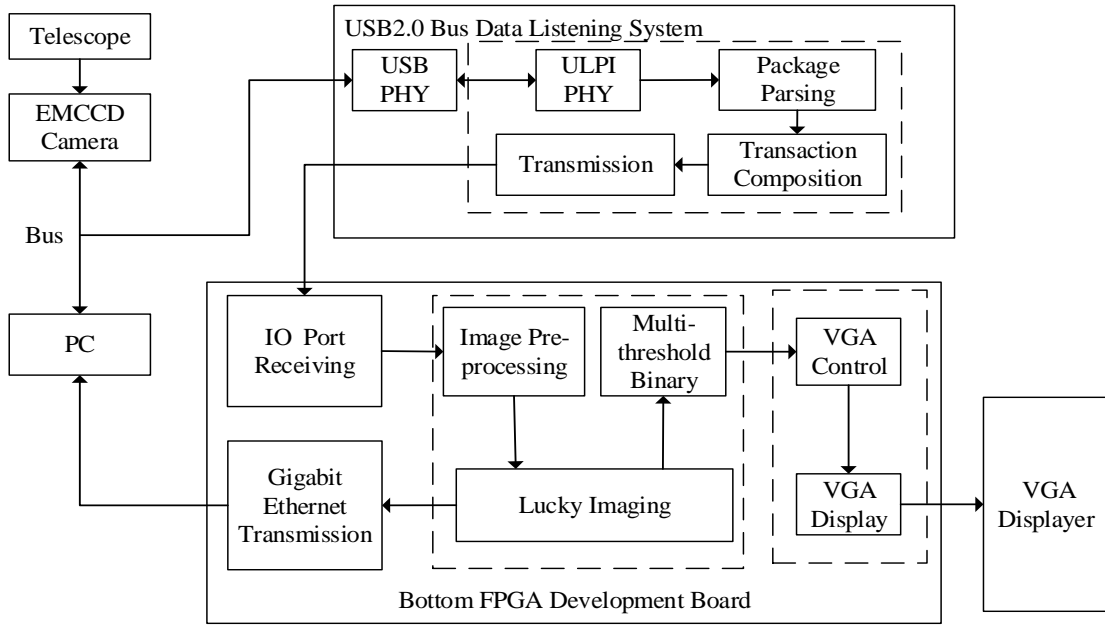 Telescope
EMCCD
Camera
Bus
PC
USB2.0 Bus Data Listening System
USB
PHY
ULPI
PHY
Package
Parsing
Transmission
Transaction
Composition
IO Port
Receiving
Image Pre-
processing
Multi-
threshold
Binary
VGA
Control
Gigabit
Ethernet
Transmission
Lucky Imaging
VGA
Display
VGA
Displayer
Bottom FPGA Development Board